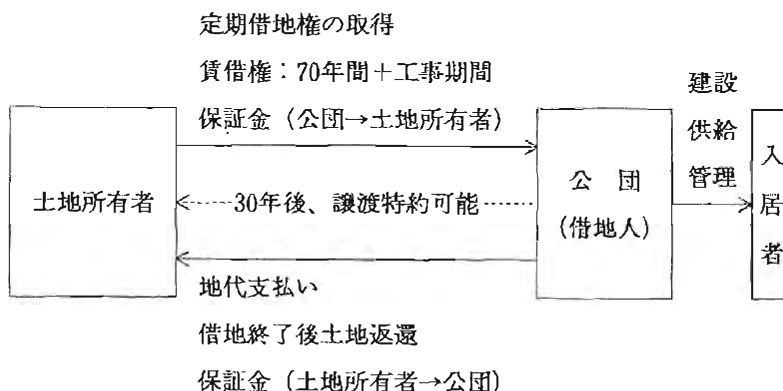 定期借地権の取得
賃借権：70年間＋工事期間
保証金（公団→土地所有者）
土地所有者
30年後、譲渡特約可能
公団
（借地人）
建設
供給
管理
入居者
地代支払い
借地終了後土地返還
保証金（土地所有者→公団）